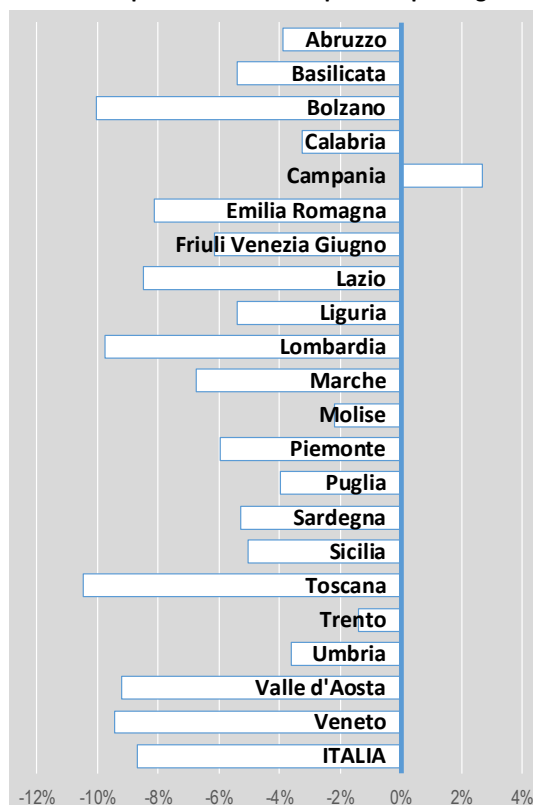 Abruzzo
Basilicata
Bolzano
Calabria
Campania
Emilia Romagna
Friuli Venezia Giugno
Lazio
Liguria
Lombardia
Marche
Molise
Piemonte
Puglia
Sardegna
Sicilia
Toscana
Trento
Umbria
Valle d'Aosta
Veneto
ITALIA
-12% -10% -8% -6% -4% -2% 0% 2% 4%